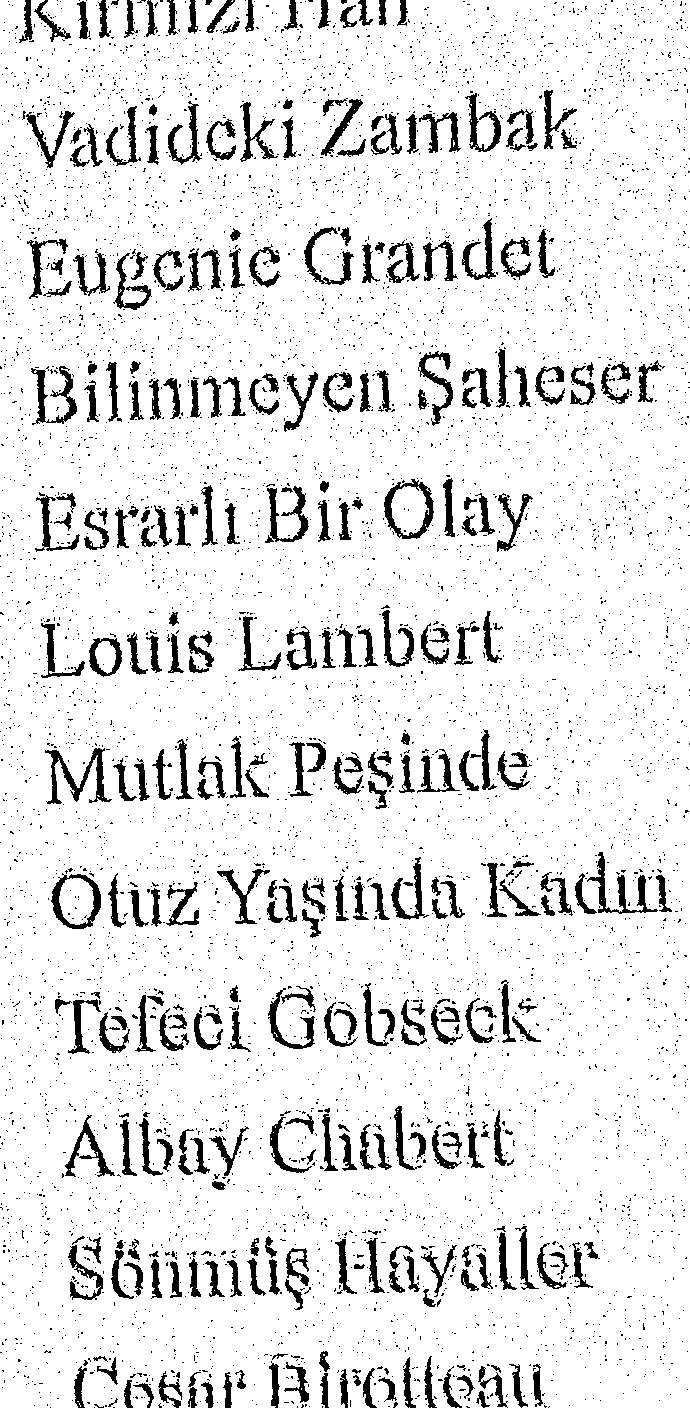 Kırmızı Han
Vadideki Zambak
Eugenie Grandet
Bilinmeyen Şaheser
Esrarlı Bir Olay
Louis Lambert
Mutlak Peşinde
Otuz Yaşında Kadın
Tefeci Gobseck
Albay Chabert
Sönmüş Hayaller
Cesar Birotteau